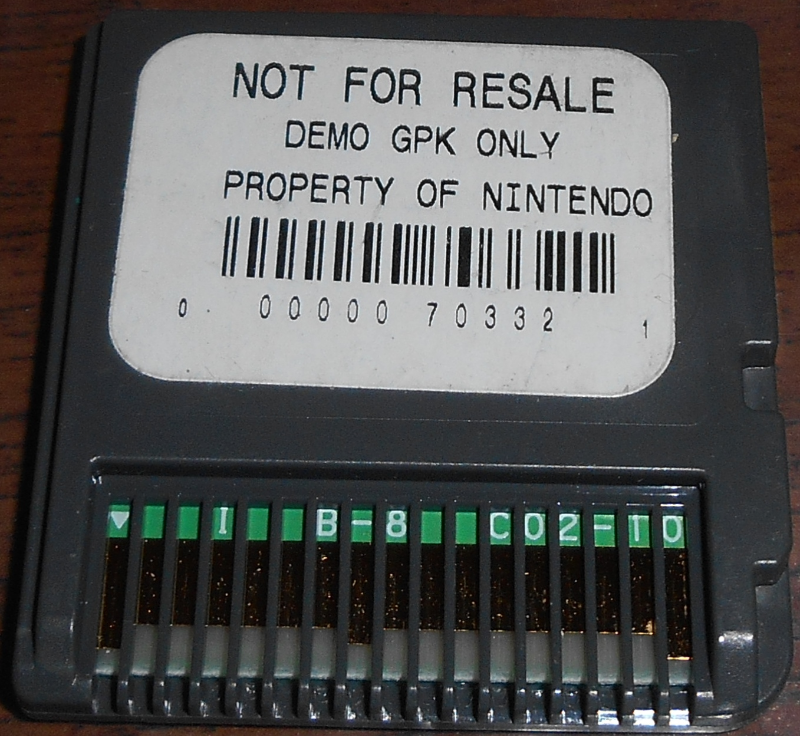 NOT FOR RESALE
DEMO GPK ONLY
PROPERTY OF NINTENDO
0 00000 70332 1
I B-8 C02-10